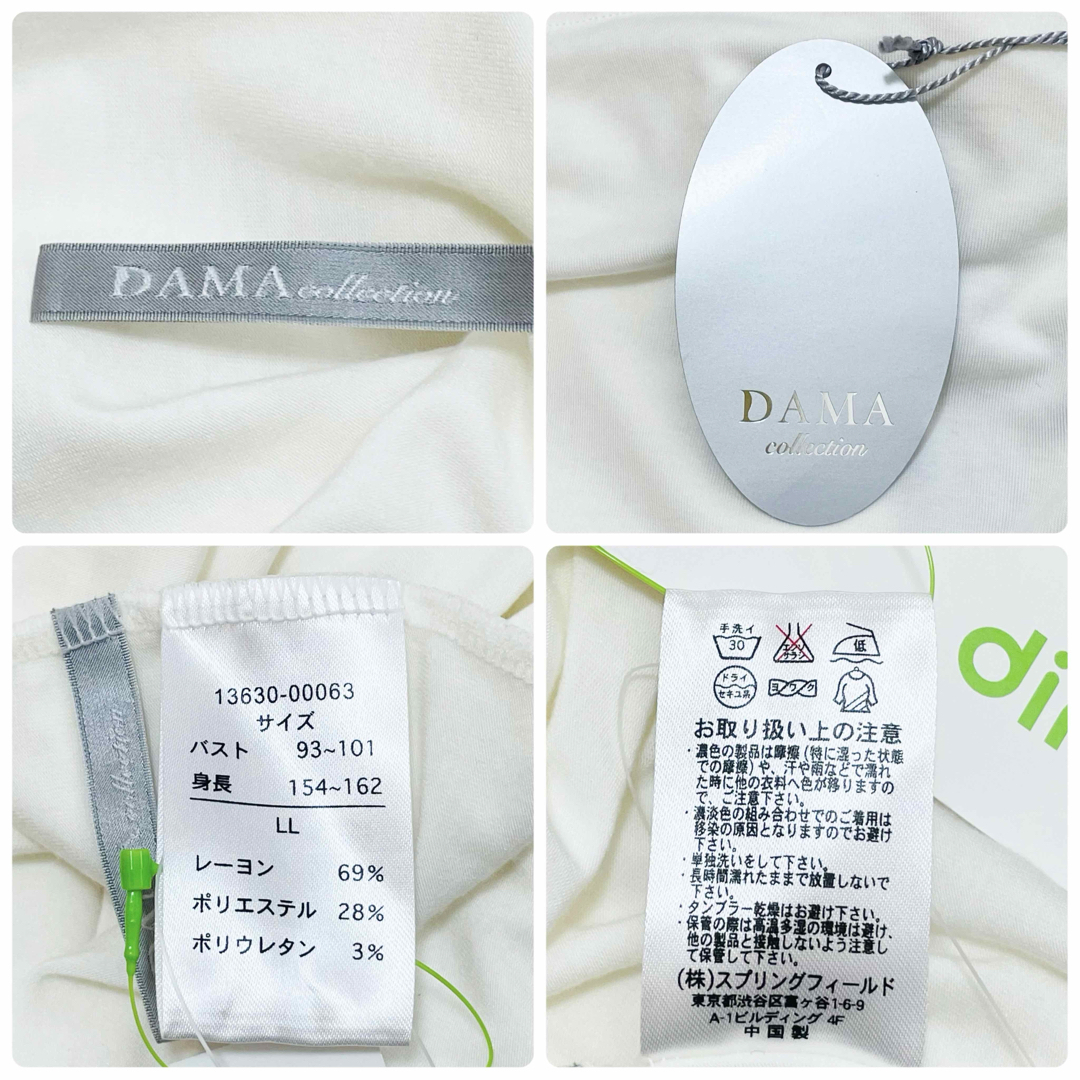 DAMA collection
DAMA
collection
collection
13630-00063
サイズ
バスト 93~101
身長 154~162
LL
レーヨン 69%
ポリエステル 28%
ポリウレタン 3%
手洗イ
30
エンソ
サラシ
低
ドライ
セキユ系
ヨワク
di
お取り扱い上の注意
・濃色の製品は摩擦(特に湿った状態
での摩擦)や、汗や雨などで濡れ
た時に他の衣料へ色が移りますの
で、ご注意下さい。
・濃淡色の組み合わせでのご着用は
移染の原因となりますのでお避け
下さい。
・単独洗いをして下さい。
・長時間濡れたままで放置しないで
下さい。
・タンブラー乾燥はお避け下さい。
・保管の際は高温多湿の環境は避け、
他の製品と接触しないよう注意し
て保管して下さい。
(株)スプリングフィールド
東京都渋谷区富ヶ谷1-6-9
A-1ビルディング 4F
中国製